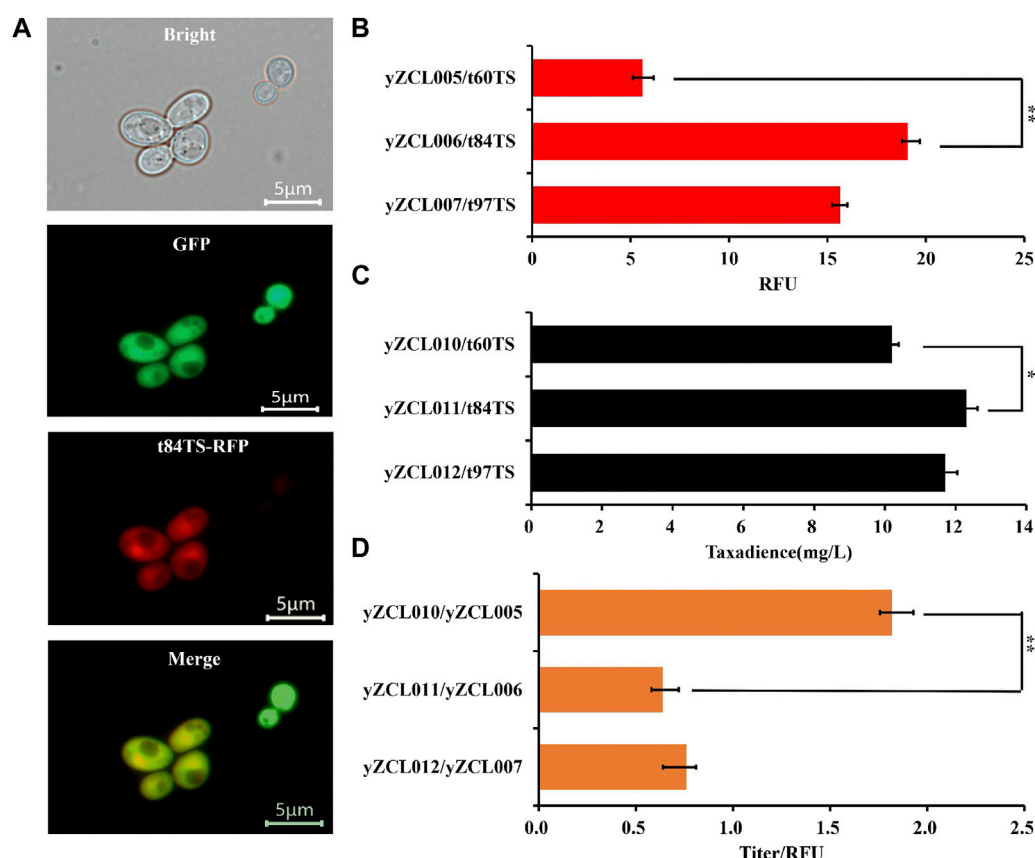 A
Bright
5μm
GFP
5μm
t84TS-RFP
5μm
Merge
5μm
B
yZCL005/t60TS
yZCL006/t84TS
yZCL007/t97TS
**
0 5 10 15 20 25
RFU
C
yZCL010/t60TS
yZCL011/t84TS
yZCL012/t97TS
*
0 2 4 6 8 10 12 14
Taxadience(mg/L)
D
yZCL010/yZCL005
yZCL011/yZCL006
yZCL012/yZCL007
**
0.0 0.5 1.0 1.5 2.0 2.5
Titer/RFU